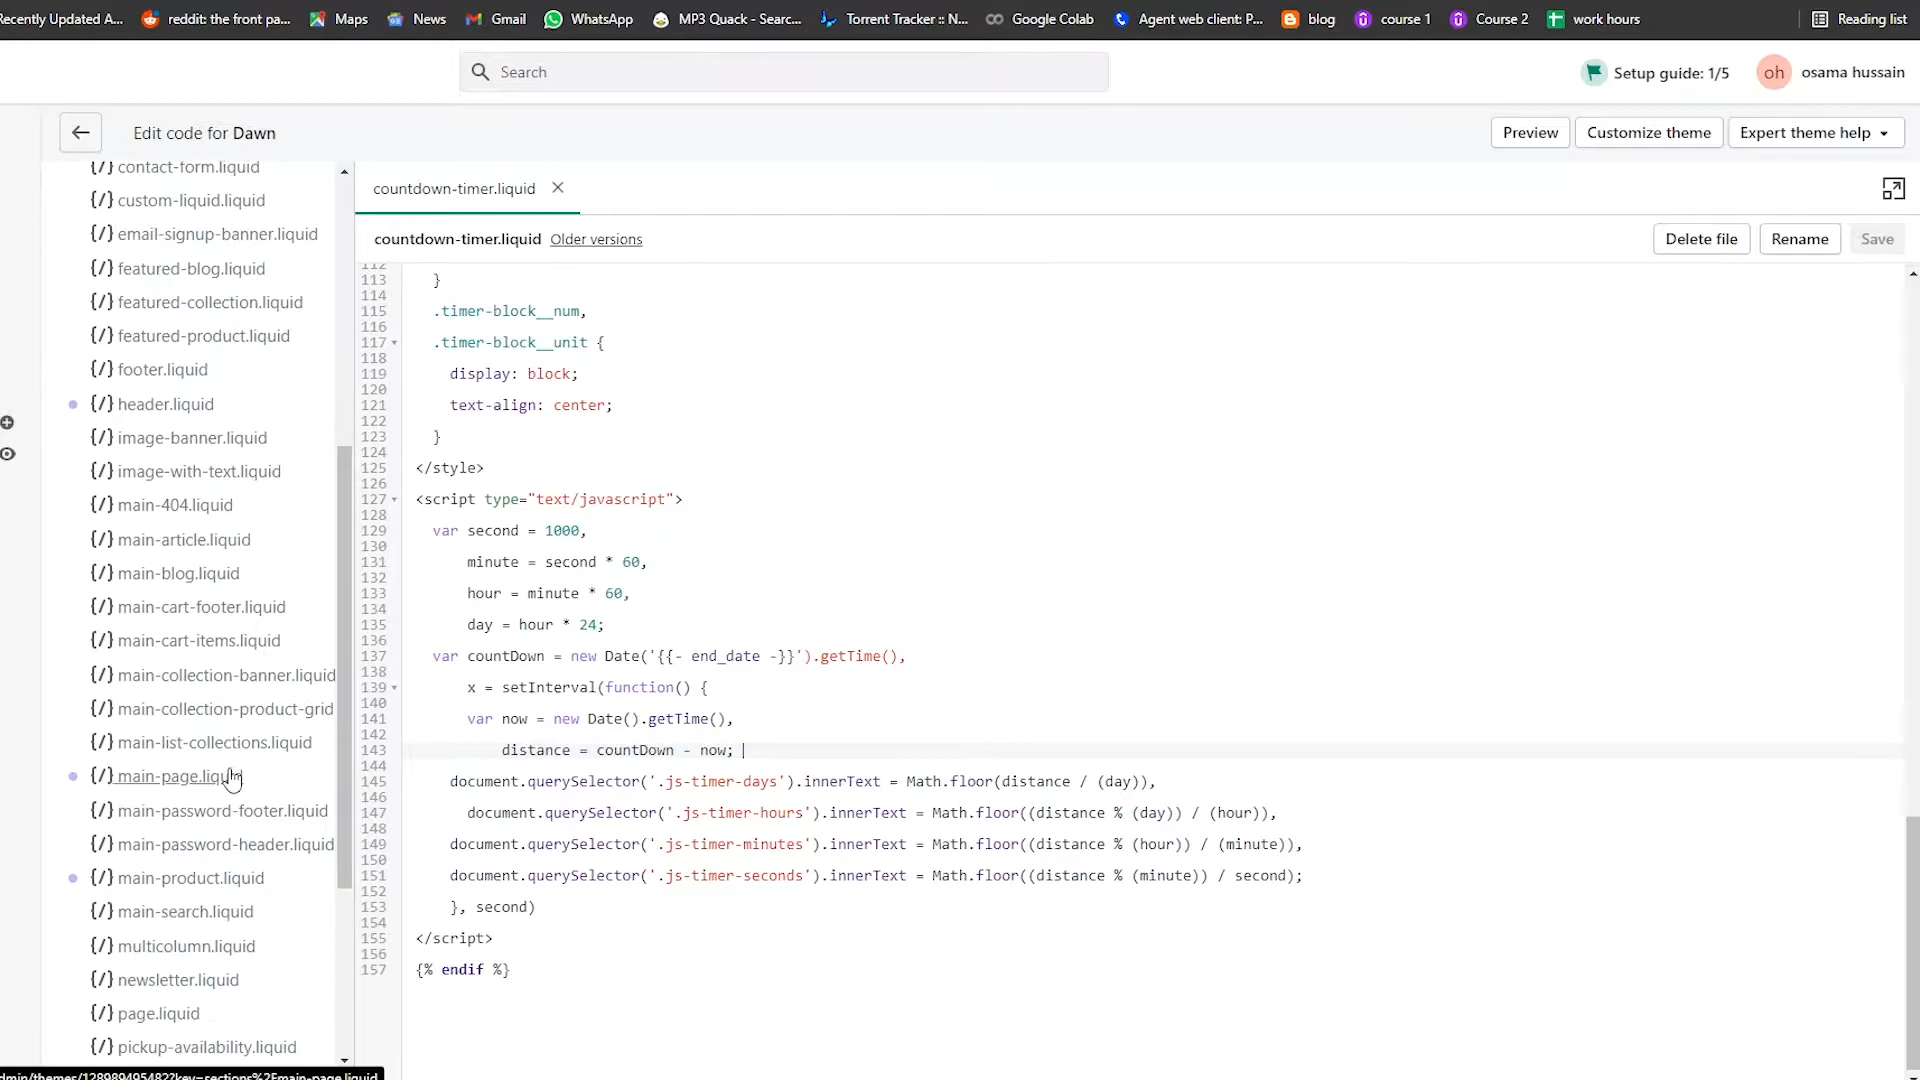 Recently Updated A... reddit: the front pa... Maps News Gmail WhatsApp MP3 Quack - Searc... Torrent Tracker :: N... Google Colab Agent web client: P... blog course 1 Course 2 work hours Reading list
Search
Setup guide: 1/5 oh osama hussain
Edit code for Dawn
Preview Customize theme Expert theme help
{/} contact-form.liquid
{/} custom-liquid.liquid
{/} email-signup-banner.liquid
{/} featured-blog.liquid
{/} featured-collection.liquid
{/} featured-product.liquid
{/} footer.liquid
{/} header.liquid
{/} image-banner.liquid
{/} image-with-text.liquid
{/} main-404.liquid
{/} main-article.liquid
{/} main-blog.liquid
{/} main-cart-footer.liquid
{/} main-cart-items.liquid
{/} main-collection-banner.liquid
{/} main-collection-product-grid
{/} main-list-collections.liquid
{/} main-page.liquid
{/} main-password-footer.liquid
{/} main-password-header.liquid
{/} main-product.liquid
{/} main-search.liquid
{/} multicolumn.liquid
{/} newsletter.liquid
{/} page.liquid
{/} pickup-availability.liquid
countdown-timer.liquid
countdown-timer.liquid Older versions Delete file Rename Save
112
113 }
114
115 .timer-block__num,
116
117 .timer-block__unit {
118
119 display: block;
120
121 text-align: center;
122
123 }
124
125 </style>
126
127 <script type="text/javascript">
128
129 var second = 1000,
130
131 minute = second * 60,
132
133 hour = minute * 60,
134
135 day = hour * 24;
136
137 var countDown = new Date('{{- end_date -}}').getTime(),
138
139 x = setInterval(function() {
140
141 var now = new Date().getTime(),
142
143 distance = countDown - now;
144
145 document.querySelector('.js-timer-days').innerText = Math.floor(distance / (day)),
146
147 document.querySelector('.js-timer-hours').innerText = Math.floor((distance % (day)) / (hour)),
148
149 document.querySelector('.js-timer-minutes').innerText = Math.floor((distance % (hour)) / (minute)),
150
151 document.querySelector('.js-timer-seconds').innerText = Math.floor((distance % (minute)) / second);
152
153 }, second)
154
155 </script>
156
157 {% endif %}